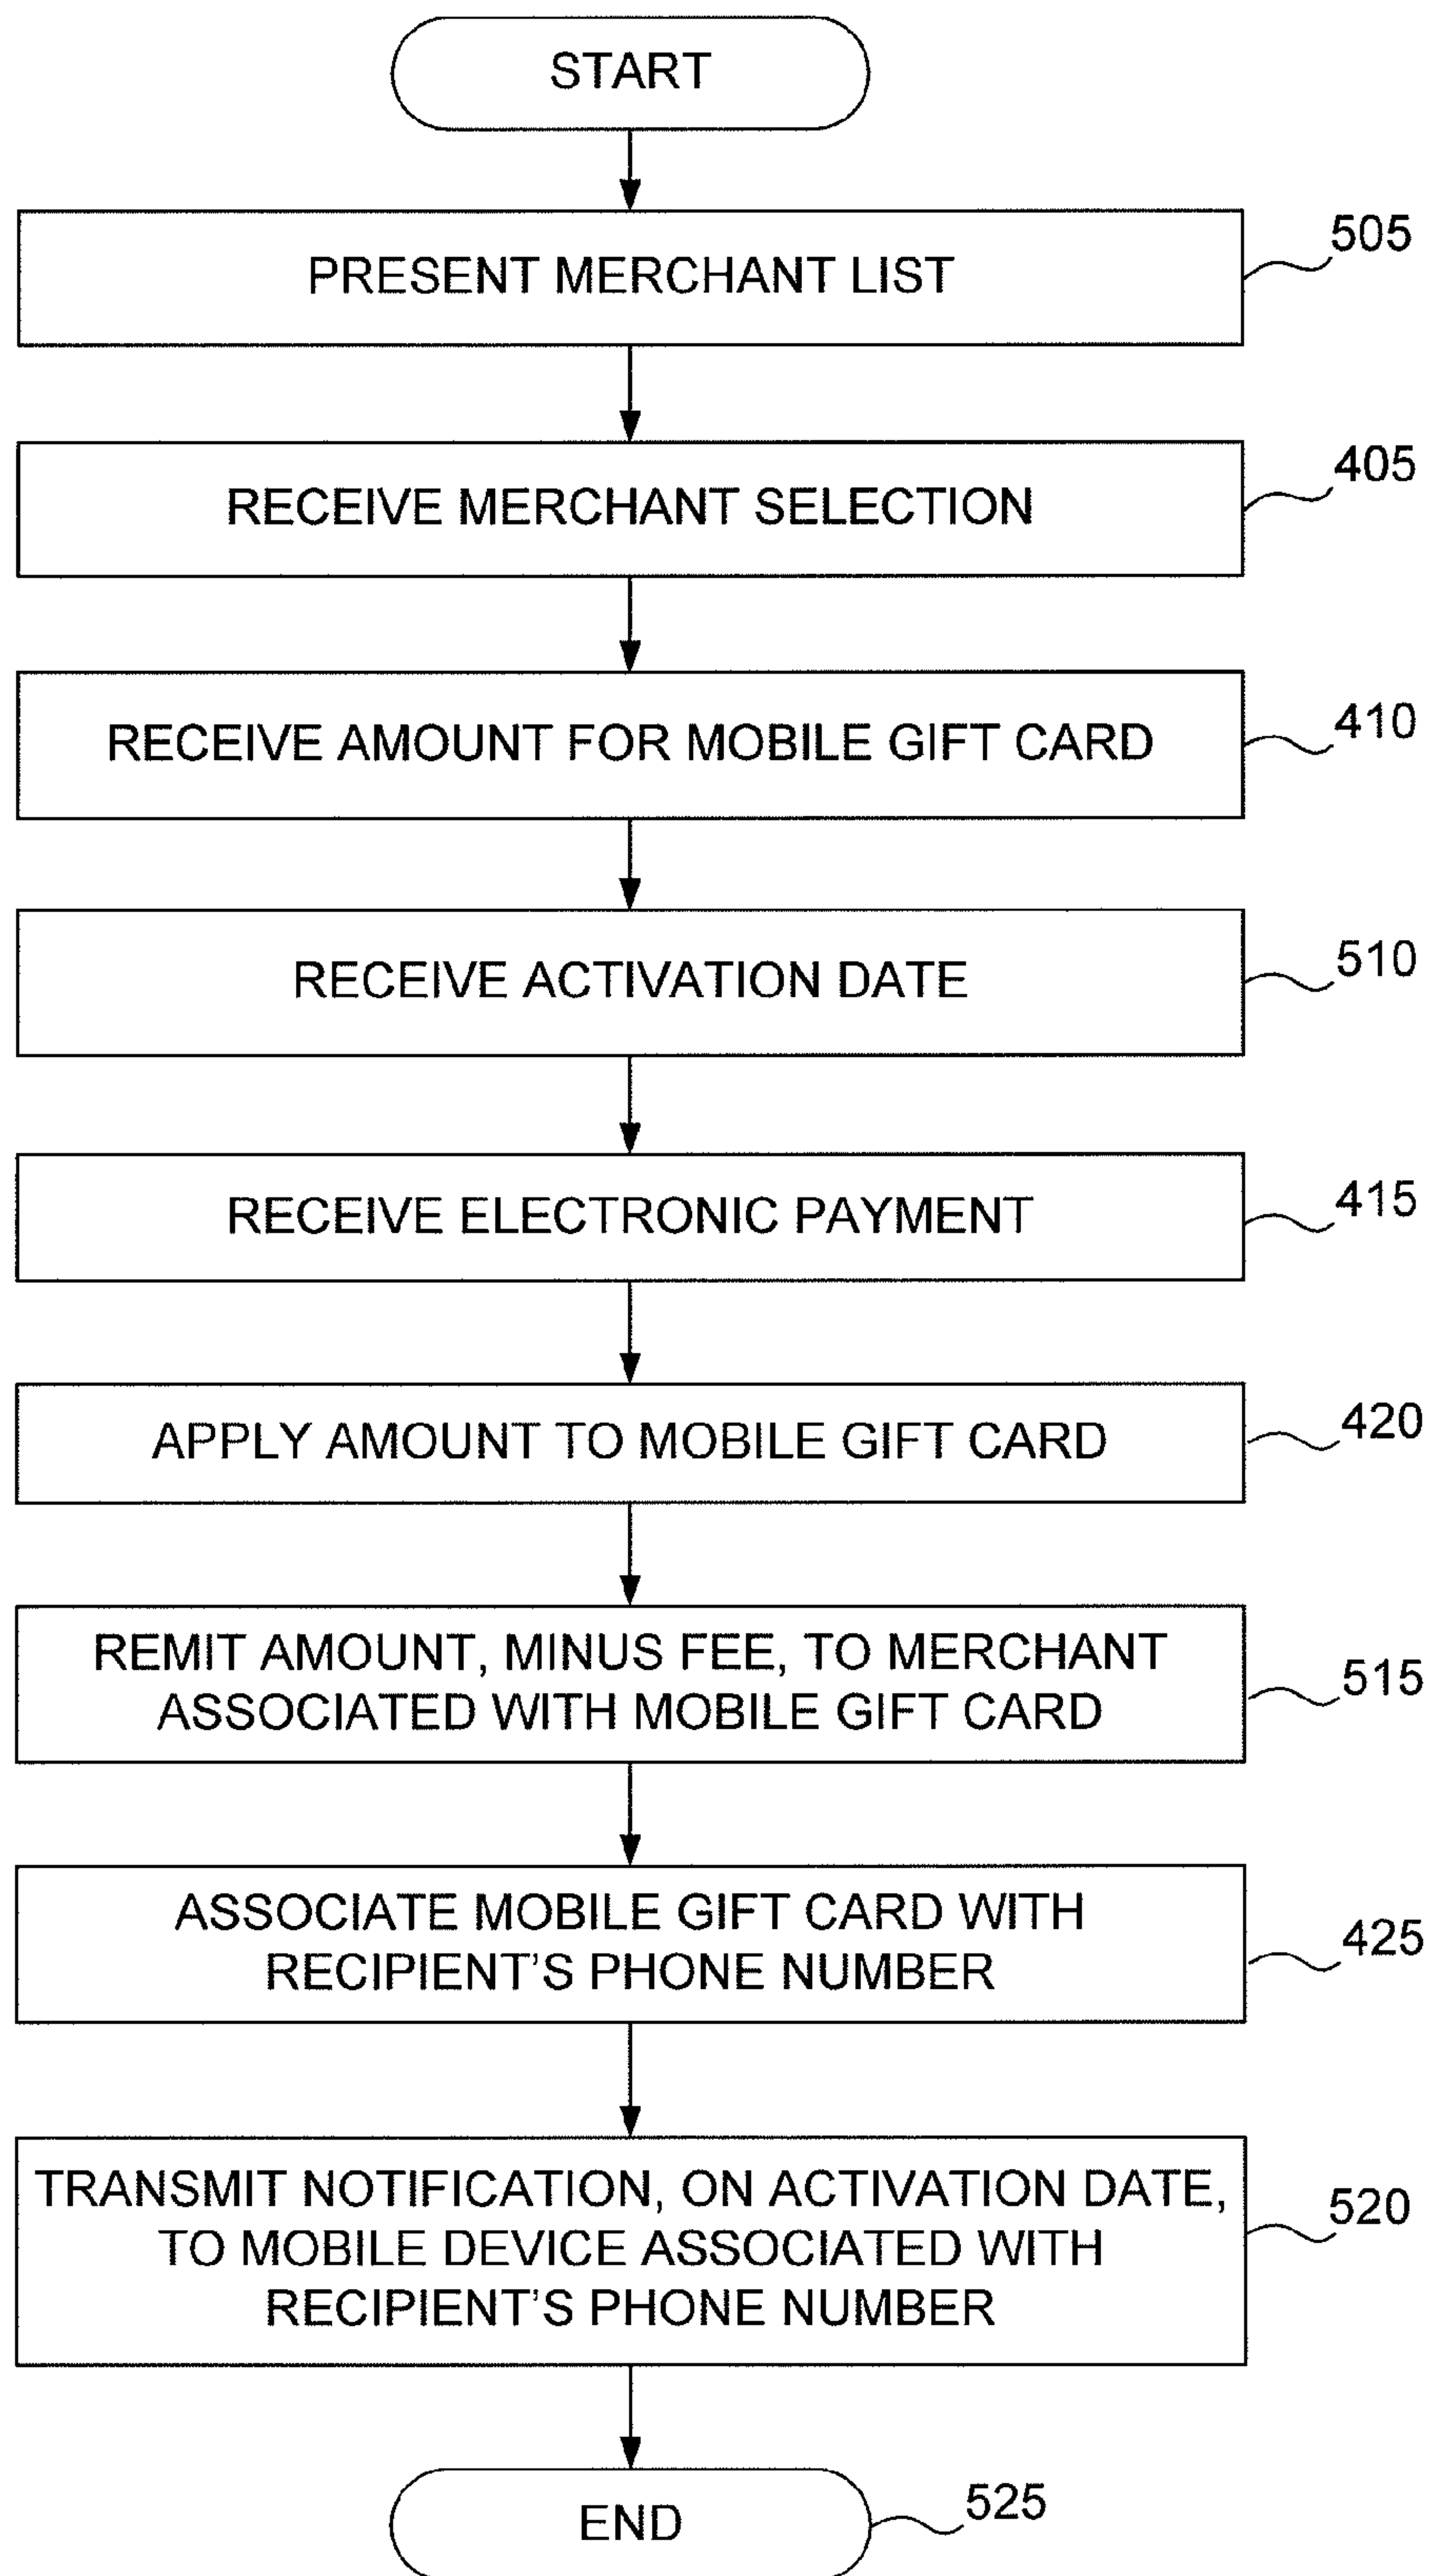 START
PRESENT MERCHANT LIST
505
RECEIVE MERCHANT SELECTION
405
RECEIVE AMOUNT FOR MOBILE GIFT CARD
410
RECEIVE ACTIVATION DATE
510
RECEIVE ELECTRONIC PAYMENT
415
APPLY AMOUNT TO MOBILE GIFT CARD
420
REMIT AMOUNT, MINUS FEE, TO MERCHANT
ASSOCIATED WITH MOBILE GIFT CARD
515
ASSOCIATE MOBILE GIFT CARD WITH
RECIPIENT'S PHONE NUMBER
425
TRANSMIT NOTIFICATION, ON ACTIVATION DATE,
TO MOBILE DEVICE ASSOCIATED WITH
RECIPIENT'S PHONE NUMBER
520
END
525